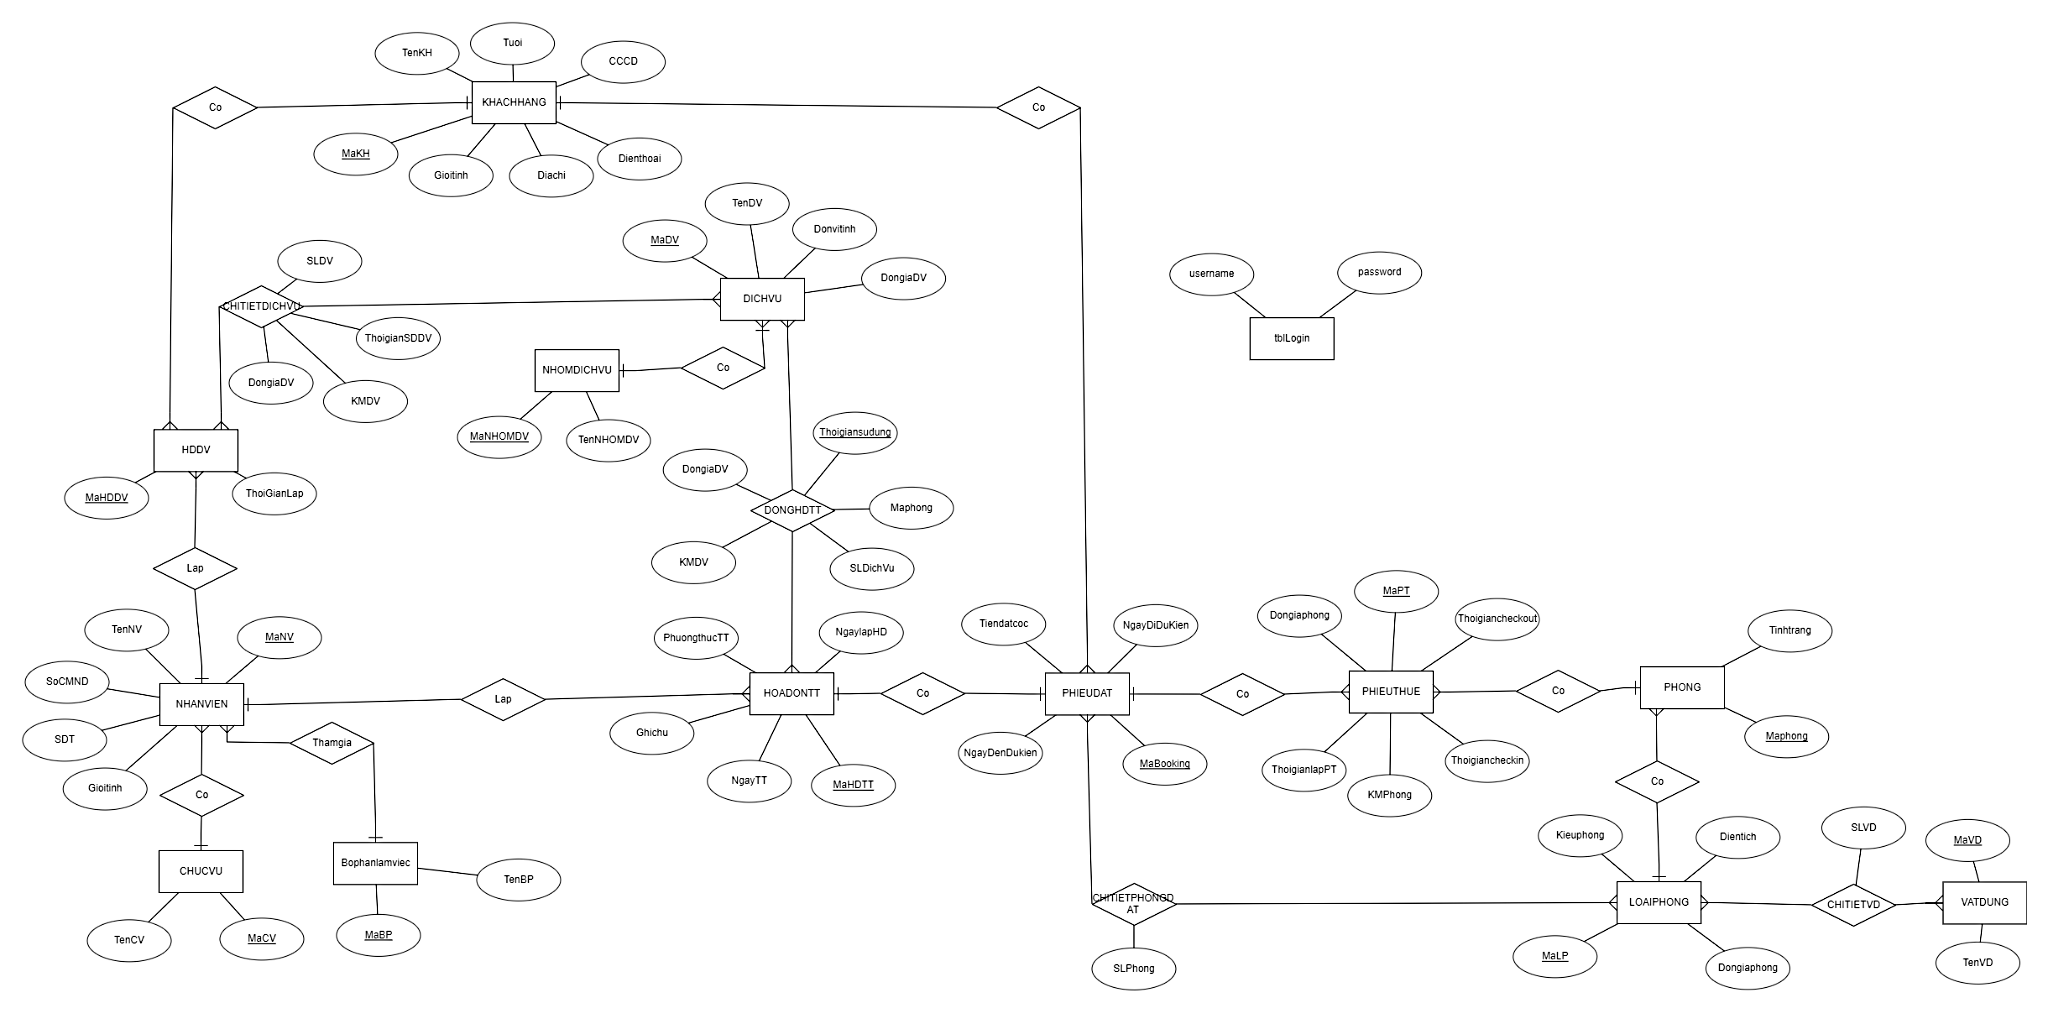 TenKH
Tuoi
CCCD
Co
KHACHHANG
Co
MaKH
Gioitinh
Diachi
Dienthoai
TenDV
MaDV
Donvitinh
DongiaDV
DICHVU
SLDV
CHITIETDICHVU
ThoigianSDDV
DongiaDV
KMDV
username
password
tblLogin
NHOMDICHVU
Co
MaNHOMDV
TenNHOMDV
HDDV
MaHDDV
ThoiGianLap
Thoigiansudung
DongiaDV
Maphong
DONGHDTT
KMDV
SLDichVu
Lap
TenNV
MaNV
SoCMND
NHANVIEN
SDT
Gioitinh
Lap
Thamgia
Co
CHUCVU
TenCV
MaCV
Bophanlamviec
TenBP
MaBP
PhuongthucTT
NgaylapHD
HOADONTT
Ghichu
NgayTT
MaHDTT
Co
Tiendatcoc
NgayDiDuKien
PHIEUDAT
NgayDenDukien
MaBooking
Co
MaPT
Dongiaphong
Thoigiancheckout
PHIEUTHUE
ThoigianlapPT
KMPhong
Thoigiancheckin
Co
Tinhtrang
PHONG
Maphong
Co
Kieuphong
Dientich
LOAIPHONG
MaLP
Dongiaphong
CHITIETPHONGD
AT
SLPhong
SLVD
CHITIETVD
MaVD
VATDUNG
TenVD